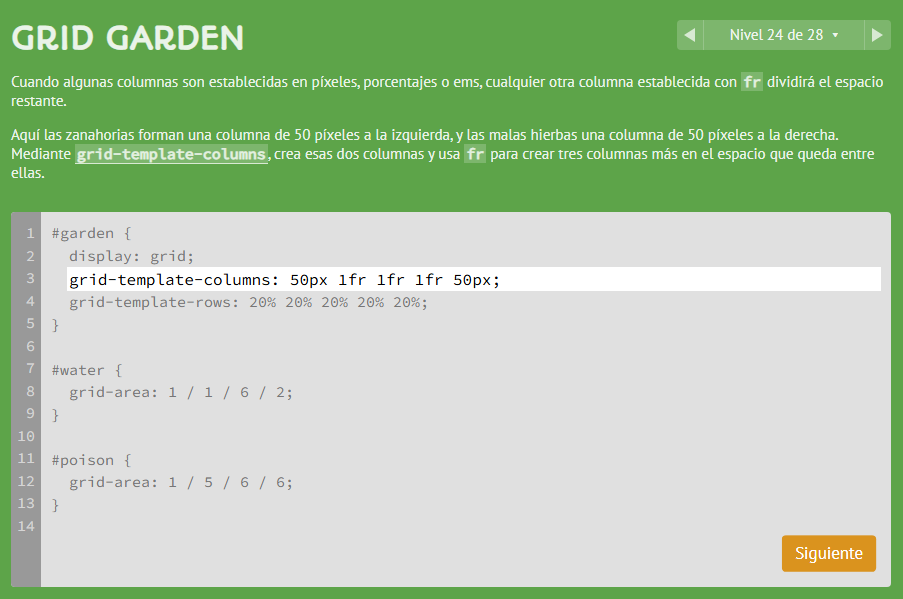 GRID GARDEN
Nivel 24 de 28
Cuando algunas columnas son establecidas en píxeles, porcentajes o ems, cualquier otra columna establecida con fr dividirá el espacio
restante.
Aquí las zanahorias forman una columna de 50 píxeles a la izquierda, y las malas hierbas una columna de 50 píxeles a la derecha.
Mediante grid-template-columns, crea esas dos columnas y usa fr para crear tres columnas más en el espacio que queda entre
ellas.
1 #garden {
2 display: grid;
3 grid-template-columns: 50px 1fr 1fr 1fr 50px;
4 grid-template-rows: 20% 20% 20% 20% 20%;
5 }
6
7 #water {
8 grid-area: 1 / 1 / 6 / 2;
9 }
10
11 #poison {
12 grid-area: 1 / 5 / 6 / 6;
13 }
14
Siguiente